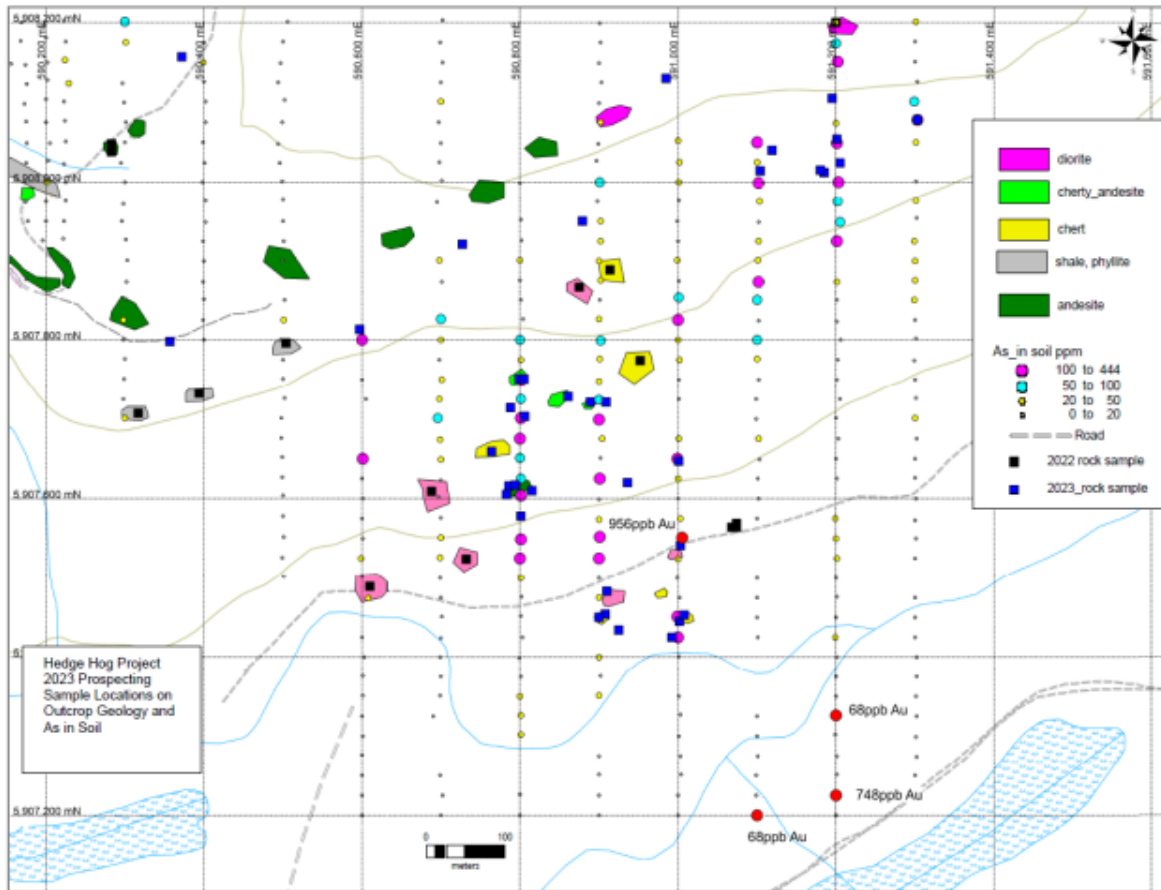 5,908,200 mN
590,200 mE
590,400 mE
590,600 mE
590,800 mE
591,000 mE
591,200 mE
591,400 mE
5,907,800 mN
5,907,600 mN
5,907,200 mN
diorite
cherty_andesite
chert
shale, phyllite
andesite
As_in soil ppm
100 to 444
50 to 100
20 to 50
0 to 20
Road
2022 rock sample
2023_rock sample
956ppb Au
68ppb Au
748ppb Au
68ppb Au
Hedge Hog Project
2023 Prospecting
Sample Locations on
Outcrop Geology and
As in Soil
0 100
meters